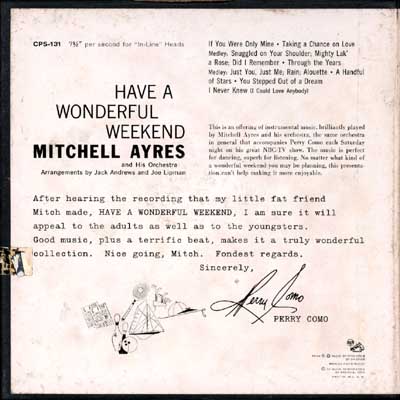 CPS-131 7½" per second for "In-Line" Heads
If You Were Only Mine • Taking a Chance on Love
Medley: Snuggled on Your Shoulder; Mighty Lak'
a Rose; Did I Remember • Through the Years
Medley: Just You, Just Me; Rain; Alouette • A Handful
of Stars • You Stepped Out of a Dream
I Never Knew (I Could Love Anybody)
HAVE A
WONDERFUL
WEEKEND
MITCHELL AYRES
and His Orchestra
Arrangements by Jack Andrews and Joe Lipman
This is an offering of instrumental music, brilliantly played
by Mitchell Ayres and his orchestra, the same orchestra
in general that accompanies Perry Como each Saturday
night on his great NBC-TV show. The music is perfect
for dancing, superb for listening. No matter what kind of
a wonderful weekend you may be planning, this presenta-
tion can't help making it more enjoyable.
After hearing the recording that my little fat friend
Mitch made, HAVE A WONDERFUL WEEKEND, I am sure it will
appeal to the adults as well as to the youngsters.
Good music, plus a terrific beat, makes it a truly wonderful
collection. Nice going, Mitch. Fondest regards.
Sincerely,
Perry Como
PERRY COMO